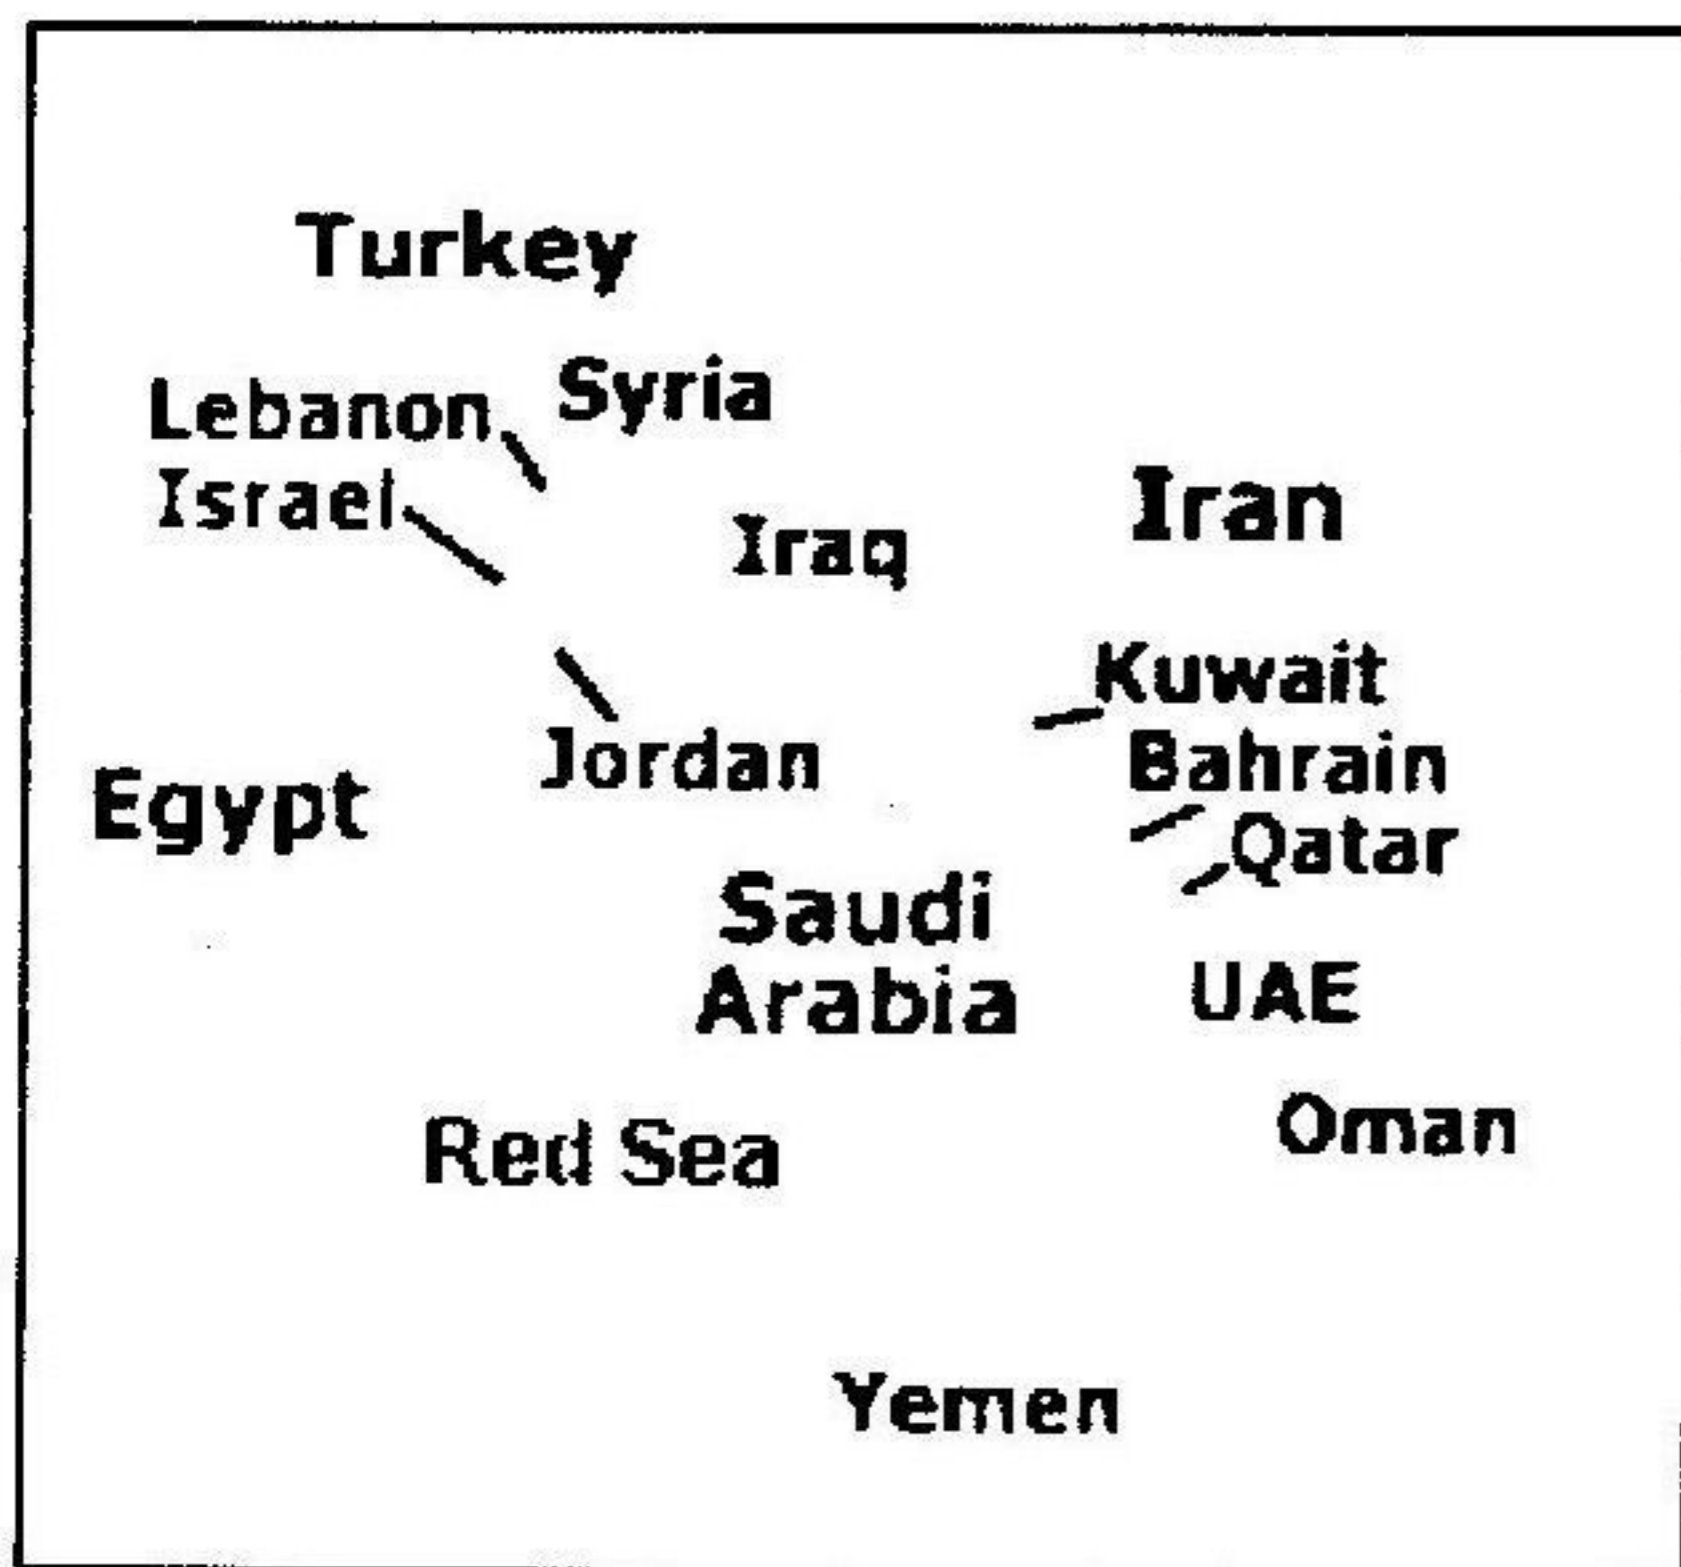 Turkey
Syria
Lebanon
Israel
Iran
Iraq
Kuwait
Jordan
Bahrain
Egypt
Qatar
Saudi
Arabia
UAE
Oman
Red Sea
Yemen